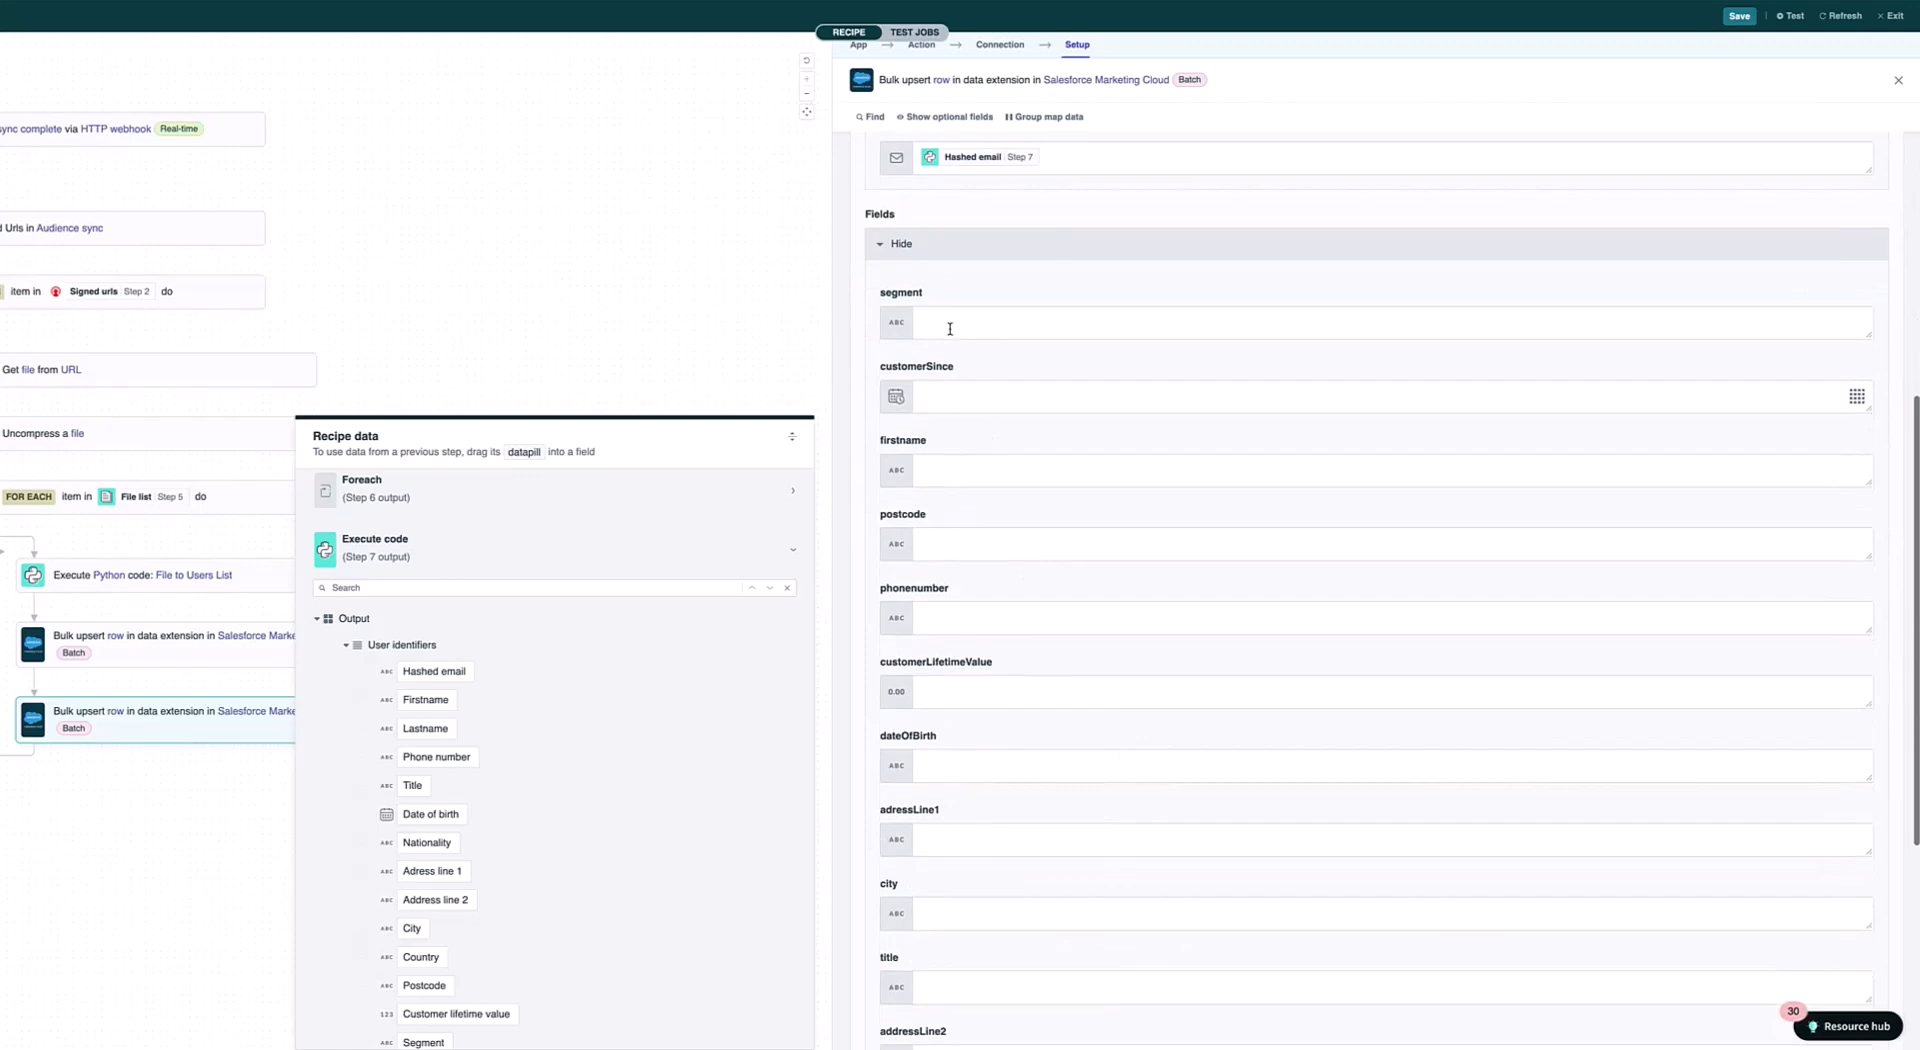 Save
Test
Refresh
Exit
RECIPE
TEST JOBS
App
Action
Connection
Setup
Bulk upsert row in data extension in Salesforce Marketing Cloud Batch
Find
Show optional fields
Group map data
ync complete via HTTP webhook Real-time
Urls in Audience sync
item in Signed urls Step 2 do
Get file from URL
Uncompress a file
FOR EACH item in File list Step 5 do
Execute Python code: File to Users List
Bulk upsert row in data extension in Salesforce Marke
Batch
Bulk upsert row in data extension in Salesforce Marke
Batch
Recipe data
To use data from a previous step, drag its datapill into a field
Foreach
(Step 6 output)
Execute code
(Step 7 output)
Search
Output
User identifiers
ABC Hashed email
ABC Firstname
ABC Lastname
ABC Phone number
ABC Title
Date of birth
ABC Nationality
ABC Adress line 1
ABC Address line 2
ABC City
ABC Country
ABC Postcode
123 Customer lifetime value
ABC Segment
Hashed email Step 7
Fields
Hide
segment
ABC
customerSince
firstname
ABC
postcode
ABC
phonenumber
ABC
customerLifetimeValue
0.00
dateOfBirth
ABC
adressLine1
ABC
city
ABC
title
ABC
addressLine2
30
Resource hub